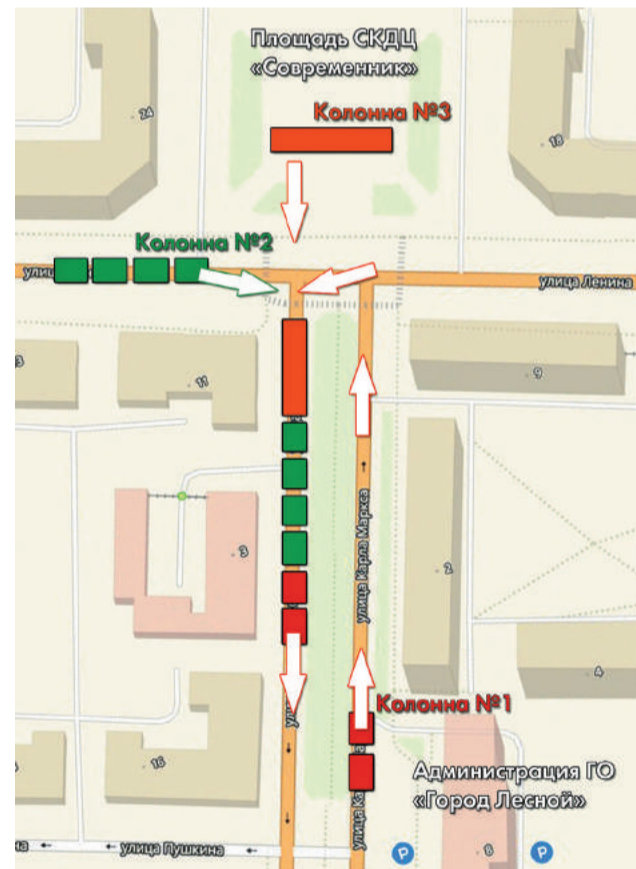 Площадь СКДЦ
«Современник»
Колонна №3
24
18
Колонна №2
улица Ленина
11
9
3
2
улица Карла Маркса
4
Колонна №1
Администрация ГО
«Город Лесной»
16
улица Пушкина
P
8
P